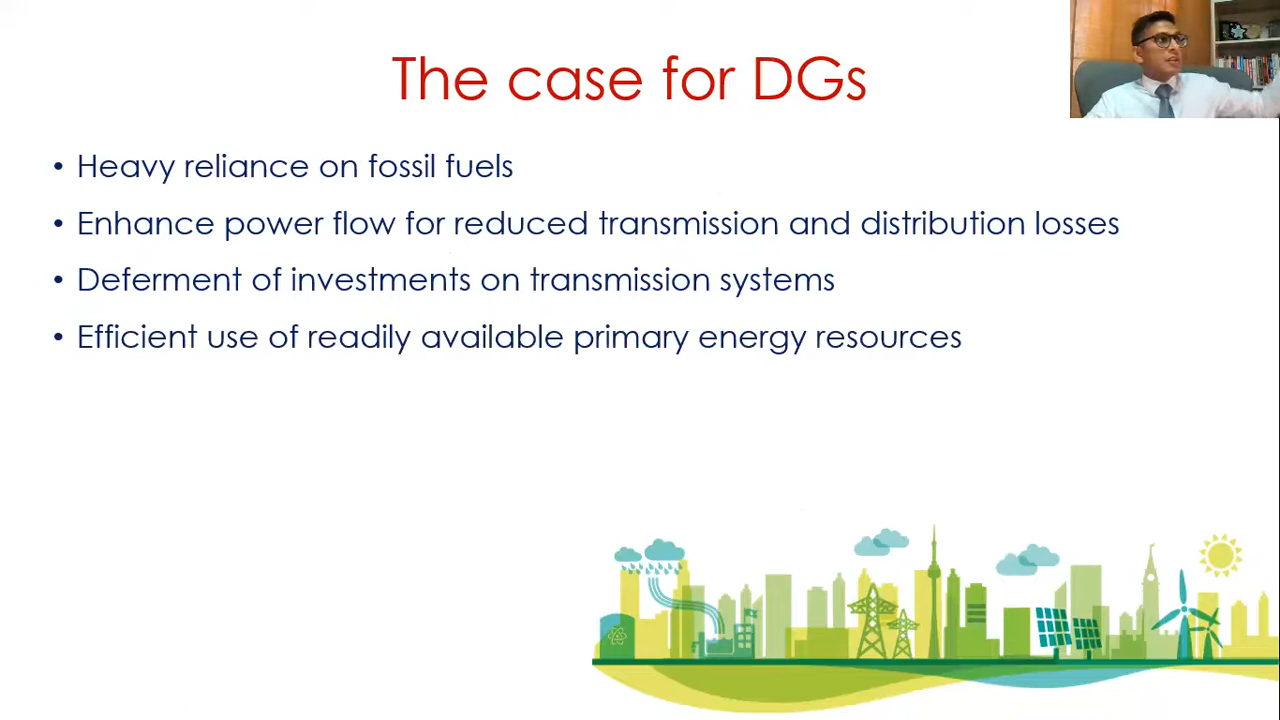 The case for DGs
• Heavy reliance on fossil fuels
• Enhance power flow for reduced transmission and distribution losses
• Deferment of investments on transmission systems
• Efficient use of readily available primary energy resources